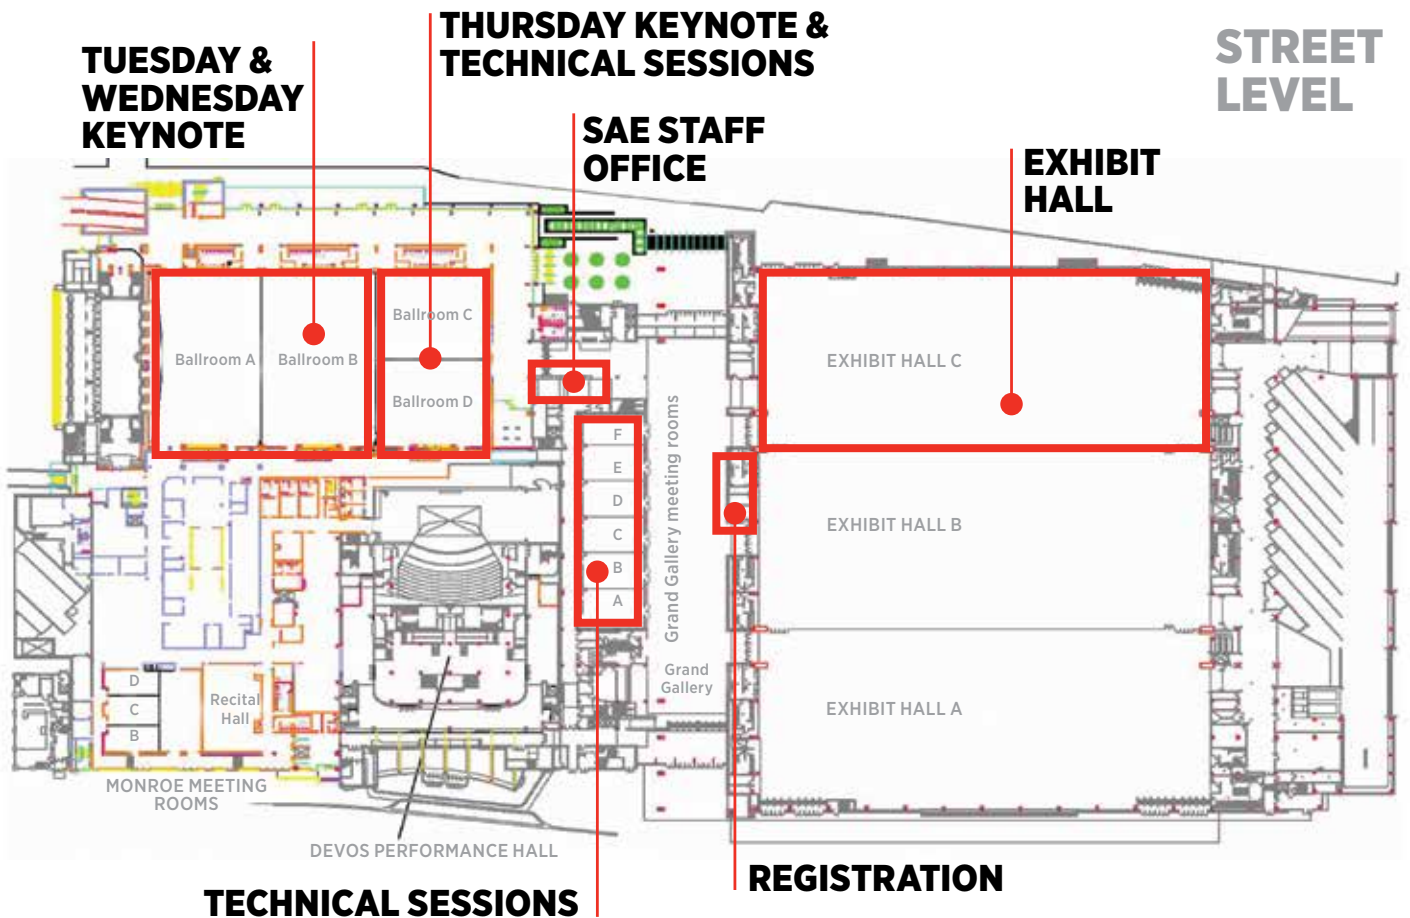 THURSDAY KEYNOTE &
TECHNICAL SESSIONS
STREET
LEVEL
TUESDAY &
WEDNESDAY
KEYNOTE
SAE STAFF
OFFICE
EXHIBIT
HALL
Ballroom A
Ballroom B
Ballroom C
Ballroom D
EXHIBIT HALL C
F
E
D
C
B
A
Grand Gallery meeting rooms
EXHIBIT HALL B
Grand
Gallery
EXHIBIT HALL A
D
C
B
Recital
Hall
MONROE MEETING
ROOMS
DEVOS PERFORMANCE HALL
REGISTRATION
TECHNICAL SESSIONS